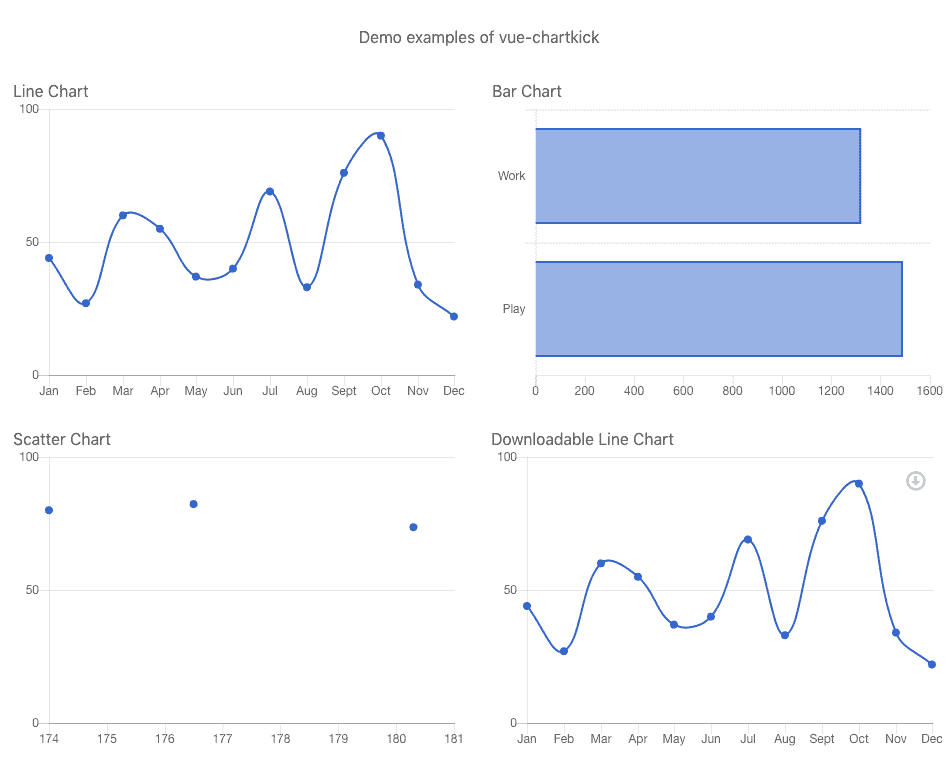 Demo examples of vue-chartkick
Line Chart
100
50
0
Jan Feb Mar Apr May Jun Jul Aug Sept Oct Nov Dec
Bar Chart
Work
Play
0 200 400 600 800 1000 1200 1400 1600
Scatter Chart
100
50
0
174 175 176 177 178 179 180 181
Downloadable Line Chart
100
50
0
Jan Feb Mar Apr May Jun Jul Aug Sept Oct Nov Dec